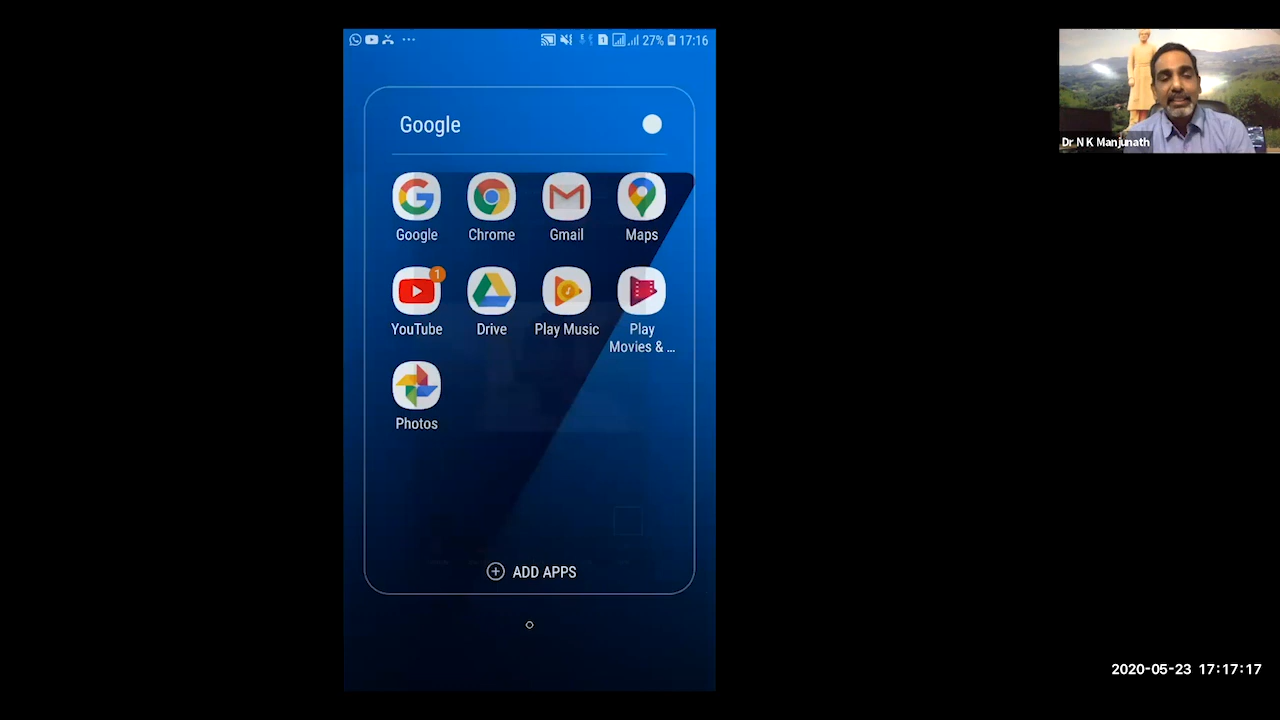 27% 17:16
Google
Google Chrome Gmail Maps
YouTube Drive Play Music Play
Movies & ...
1
Photos
ADD APPS
Dr N K Manjunath
2020-05-23 17:17:17